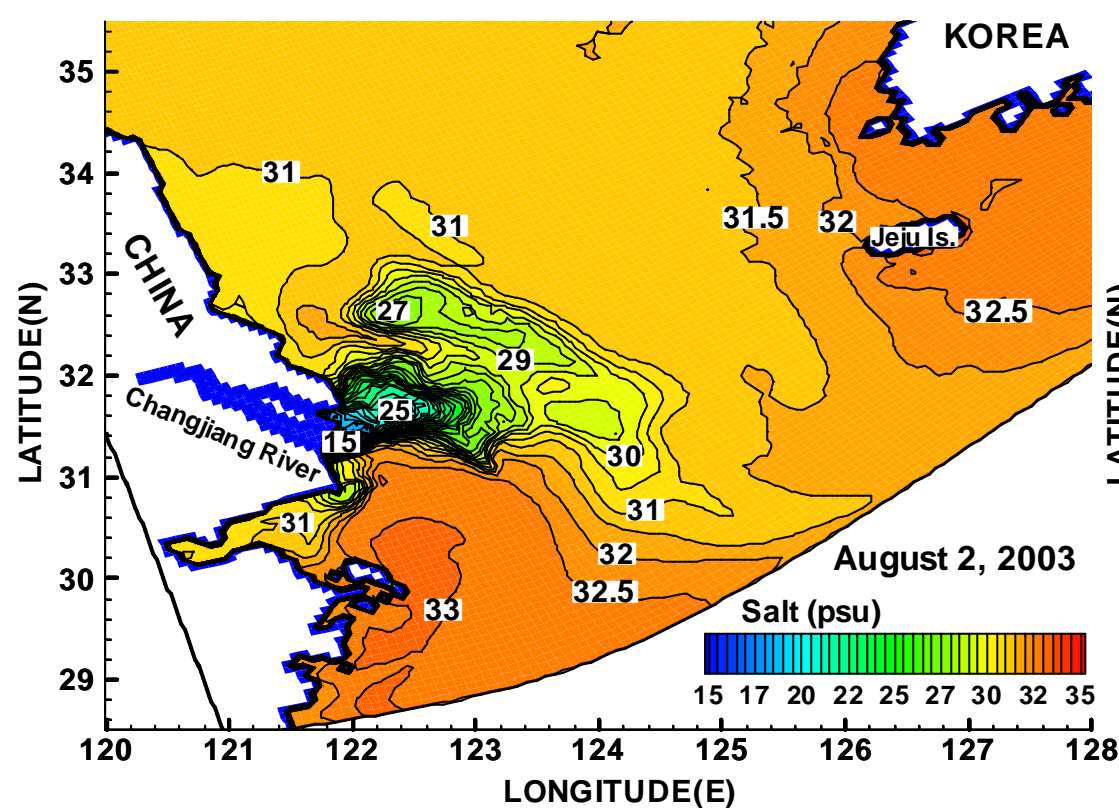 KOREA
35
34
31
31
31.5
32
Jeju Is.
CHINA
33
27
32.5
LATITUDE(N)
LATITUDE(N)
29
32
Changjiang River
25
15
30
31
31
31
32
August 2, 2003
30
32.5
33
Salt (psu)
29
15 17 20 22 25 27 30 32 35
120 121 122 123 124 125 126 127 128
LONGITUDE(E)